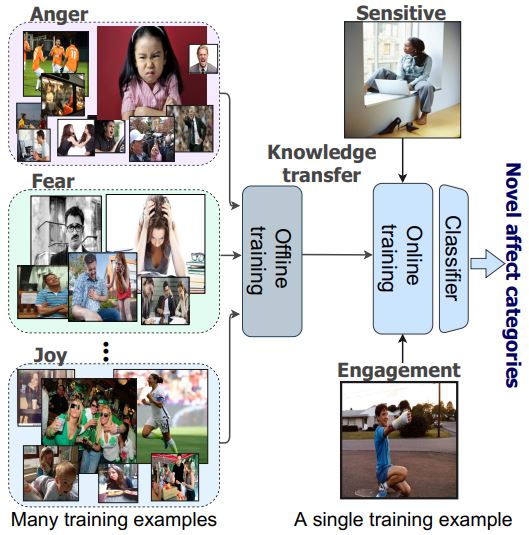 Anger
Sensitive
Knowledge
transfer
Fear
Offline
training
Online
training
Classifier
Novel affect categories
Joy
Engagement
Many training examples
A single training example